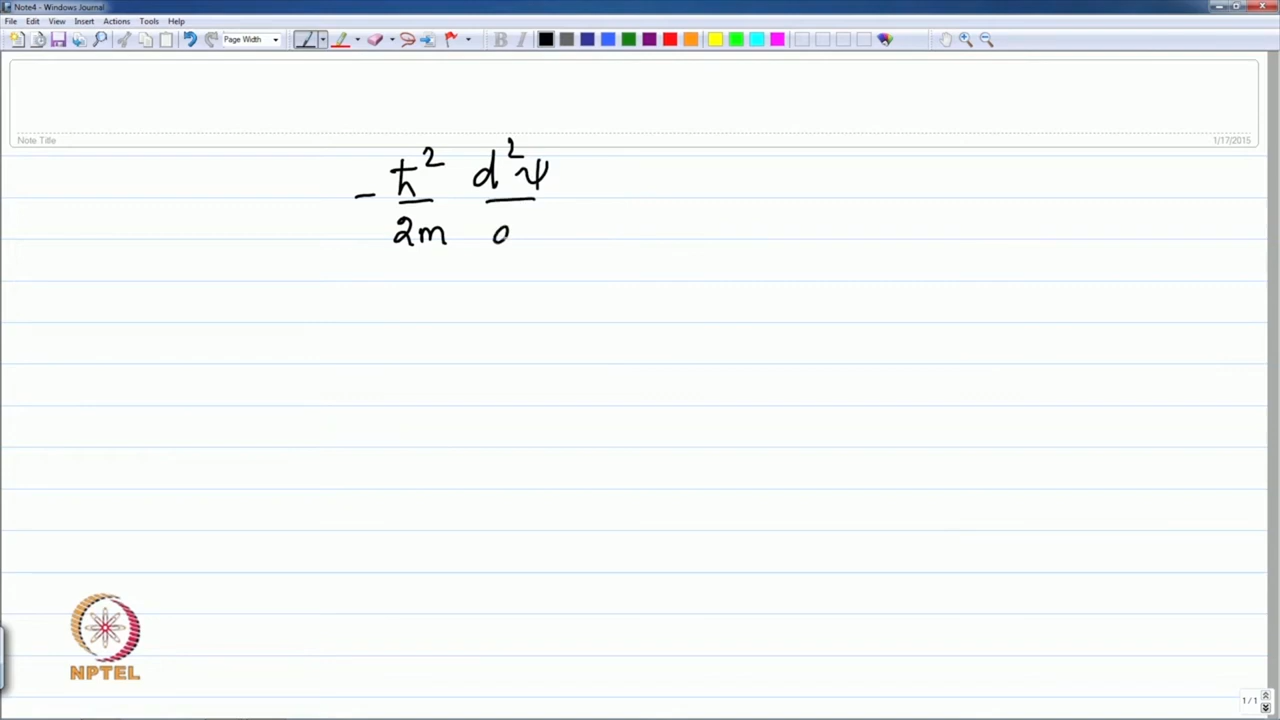 Note4 - Windows Journal
File Edit View Insert Actions Tools Help
Page Width
B I
Note Title 1/17/2015
- ħ² d²ψ
2m 0
NPTEL
1/1